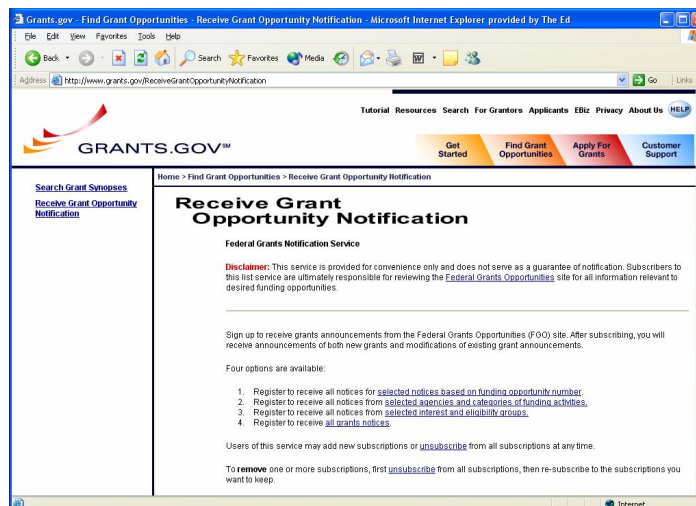 Grants.gov - Find Grant Opportunities - Receive Grant Opportunity Notification - Microsoft Internet Explorer provided by The Ed
File Edit View Favorites Tools Help
Back Search Favorites Media
Address http://www.grants.gov/ReceiveGrantOpportunityNotification Go Links
Tutorial Resources Search For Grantors Applicants EBiz Privacy About Us HELP
GRANTS.GOV SM
Get Started
Find Grant Opportunities
Apply For Grants
Customer Support
Home > Find Grant Opportunities > Receive Grant Opportunity Notification
Search Grant Synopses
Receive Grant Opportunity
Notification
Receive Grant
Opportunity Notification
Federal Grants Notification Service
Disclaimer: This service is provided for convenience only and does not serve as a guarantee of notification. Subscribers to
this list service are ultimately responsible for reviewing the Federal Grants Opportunities site for all information relevant to
desired funding opportunities.
Sign up to receive grants announcements from the Federal Grants Opportunities (FGO) site. After subscribing, you will
receive announcements of both new grants and modifications of existing grant announcements.
Four options are available:
1. Register to receive all notices for selected notices based on funding opportunity number.
2. Register to receive all notices from selected agencies and categories of funding activities.
3. Register to receive all notices from selected interest and eligibility groups.
4. Register to receive all grants notices.
Users of this service may add new subscriptions or unsubscribe from all subscriptions at any time.
To remove one or more subscriptions, first unsubscribe from all subscriptions, then re-subscribe to the subscriptions you
want to keep.
Internet